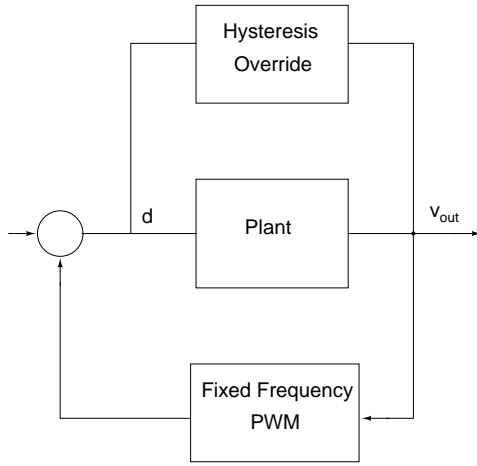 Hysteresis
Override
d
Plant
v_out
Fixed Frequency
PWM